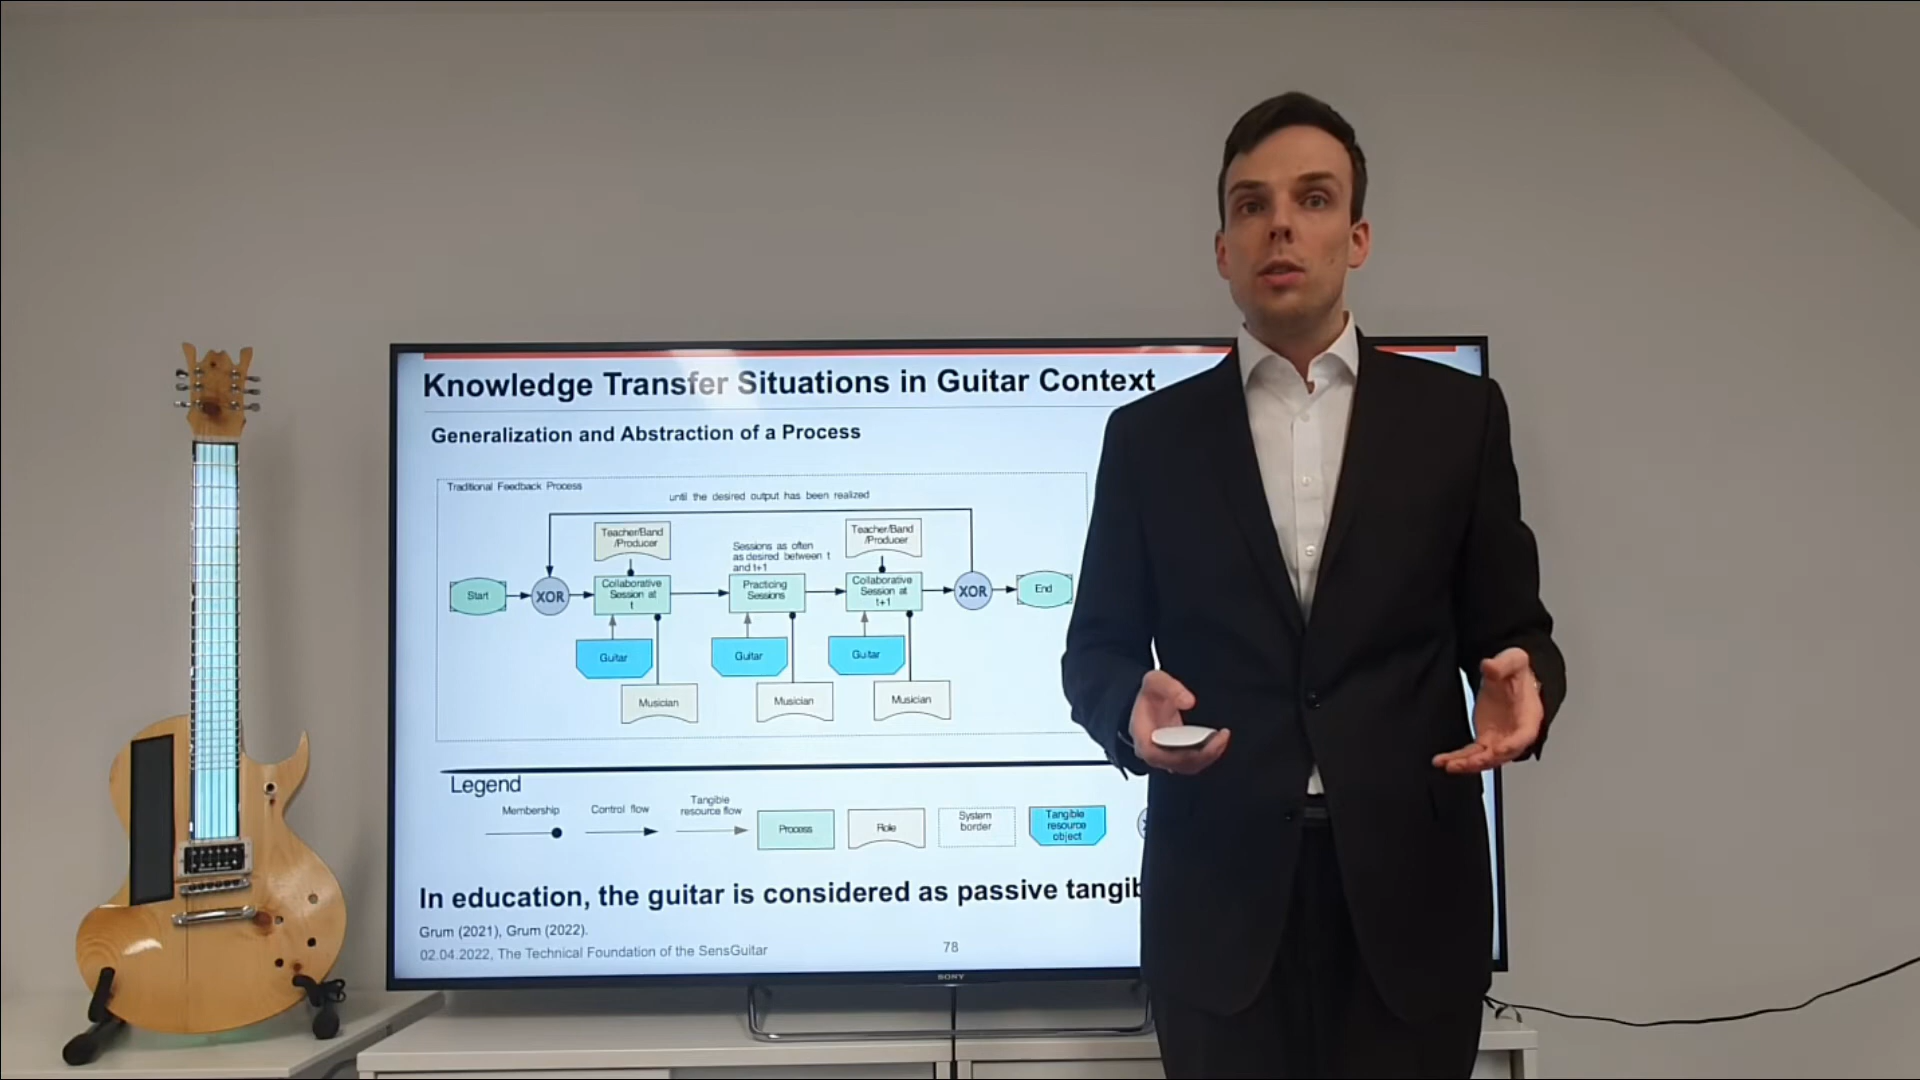 Knowledge Transfer Situations in Guitar Context
Generalization and Abstraction of a Process
Traditional Feedback Process
until the desired output has been realized
Teacher/Band
/Producer
Sessions as often
as desired between t
and t+1
Teacher/Band
/Producer
Start
XOR
Collaborative
Session at
t
Practicing
Sessions
Collaborative
Session at
t+1
XOR
End
Guitar
Guitar
Guitar
Musician
Musician
Musician
Legend
Membership
Control flow
Tangible
resource flow
Process
Role
System
border
Tangible
resource
object
In education, the guitar is considered as passive
Grum (2021), Grum (2022).
02.04.2022, The Technical Foundation of the SensGuitar
78
SONY